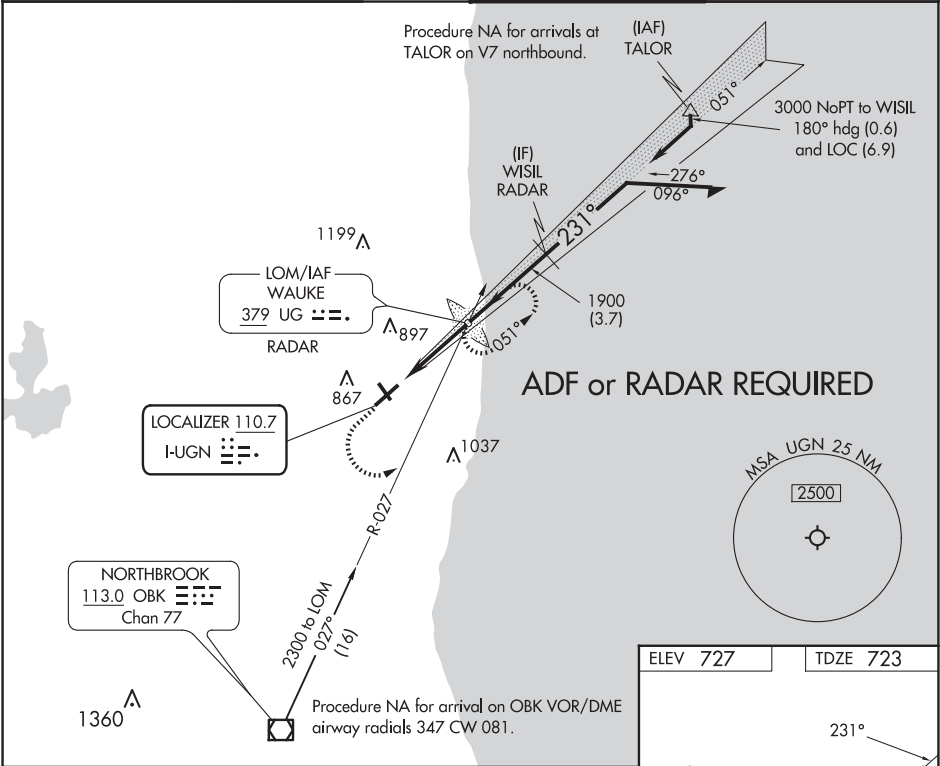 Procedure NA for arrivals at
TALOR on V7 northbound.
(IAF)
TALOR
051°
3000 NoPT to WISIL
180° hdg (0.6)
and LOC (6.9)
(IF)
WISIL
RADAR
276°
096°
231°
1199
LOM/IAF
WAUKE
379 UG
RADAR
897
051°
1900
(3.7)
867
ADF or RADAR REQUIRED
LOCALIZER 110.7
I-UGN
1037
MSA UGN 25 NM
2500
R-027
NORTHBROOK
113.0 OBK
Chan 77
2300 to LOM
027°
(16)
1360
Procedure NA for arrival on OBK VOR/DME
airway radials 347 CW 081.
ELEV 727
TDZE 723
231°